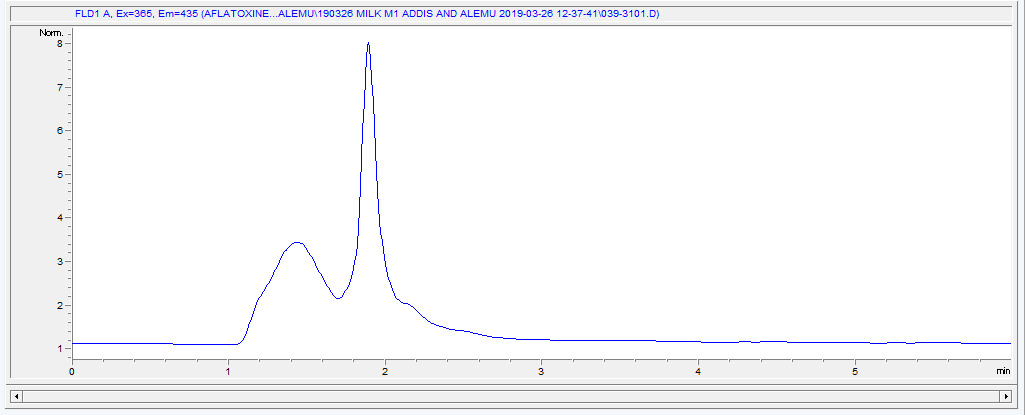 FLD1 A, Ex=365, Em=435 (AFLATOXINE...ALEMU\190326 MILK M1 ADDIS AND ALEMU 2019-03-26 12-37-41\039-3101.D)
Norm.
8
7
6
5
4
3
2
1
0 1 2 3 4 5 min